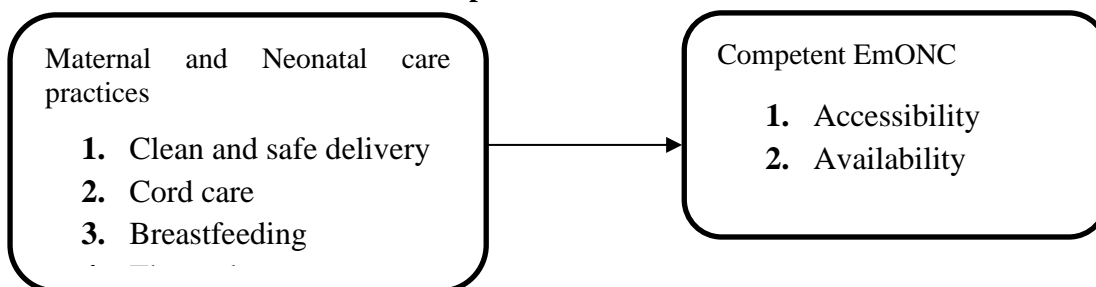 Maternal and Neonatal care
practices
1. Clean and safe delivery
2. Cord care
3. Breastfeeding
Competent EmONC
1. Accessibility
2. Availability